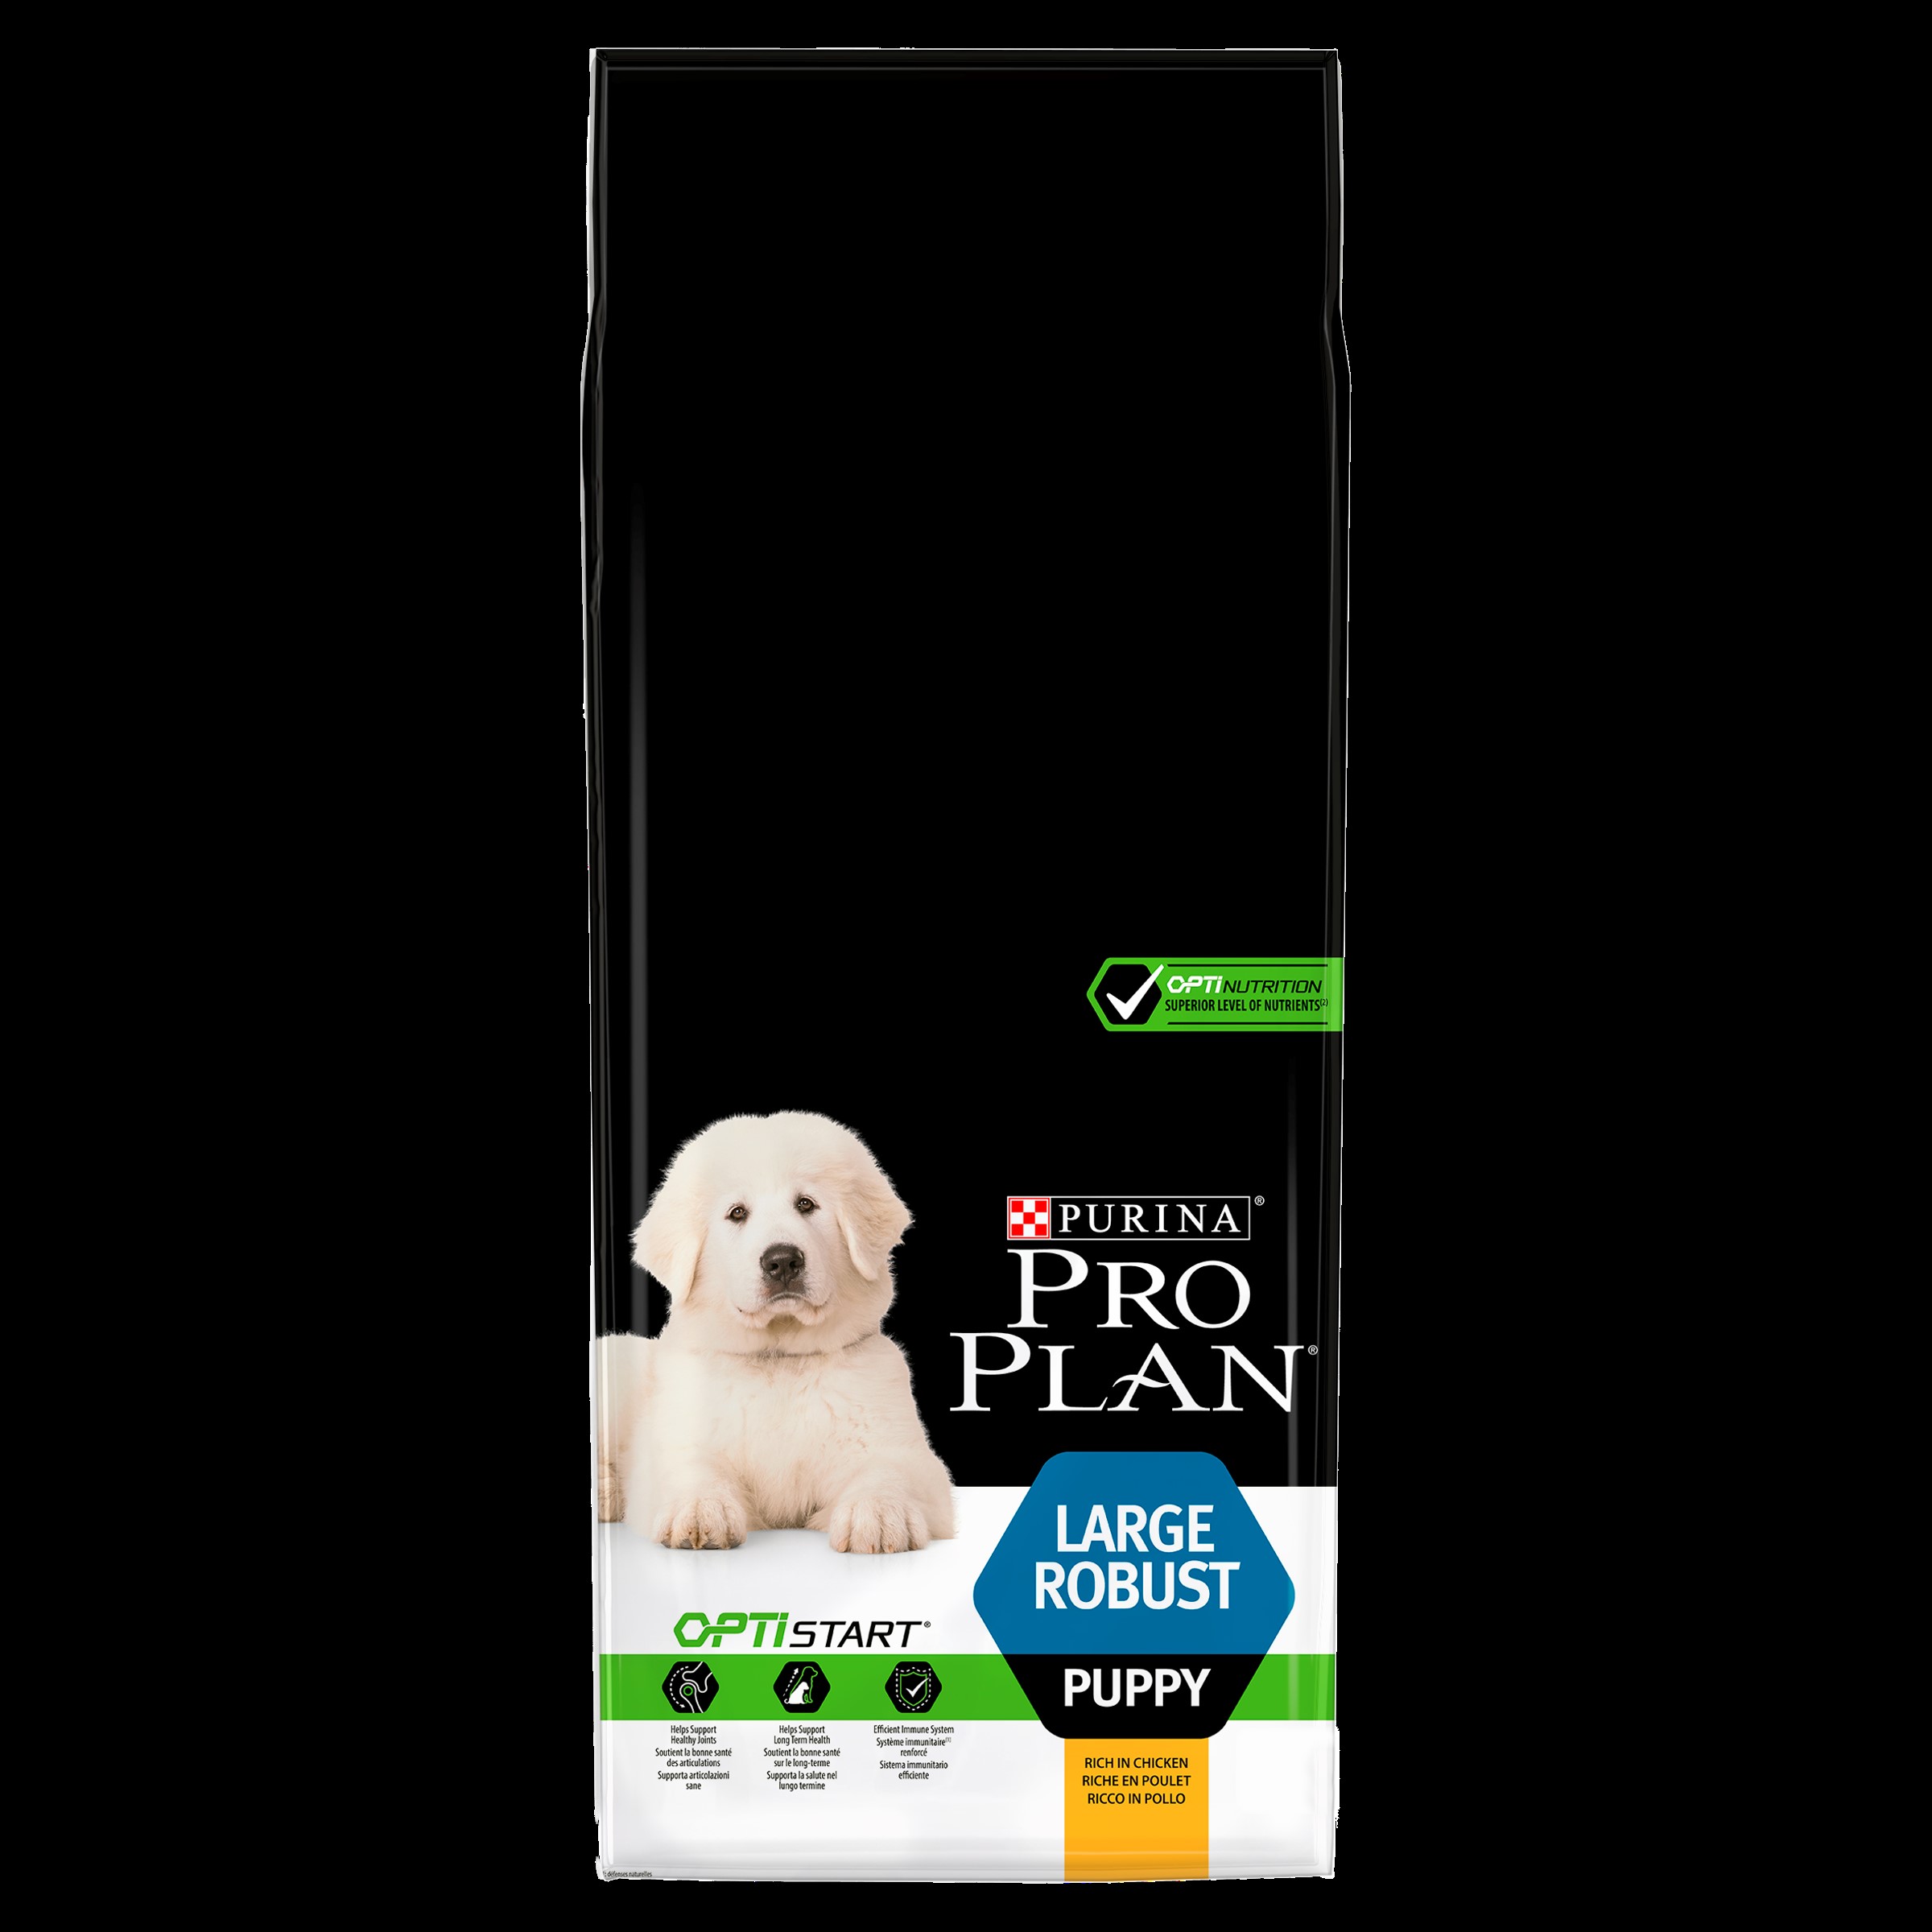 OPTINUTRITION
SUPERIOR LEVEL OF NUTRIENTS(2)
PURINA®
PRO
PLAN®
LARGE
ROBUST
PUPPY
OPTISTART®
Helps Support
Healthy Joints
Soutient la bonne santé
des articulations
Supporta articolazioni
sane
Helps Support
Long Term Health
Soutient la bonne santé
sur le long-terme
Supporta la salute nel
lungo termine
Efficient Immune System
Système immunitaire(1)
renforcé
Sistema immunitario
efficiente
RICH IN CHICKEN
RICHE EN POULET
RICCO IN POLLO
défenses naturelles